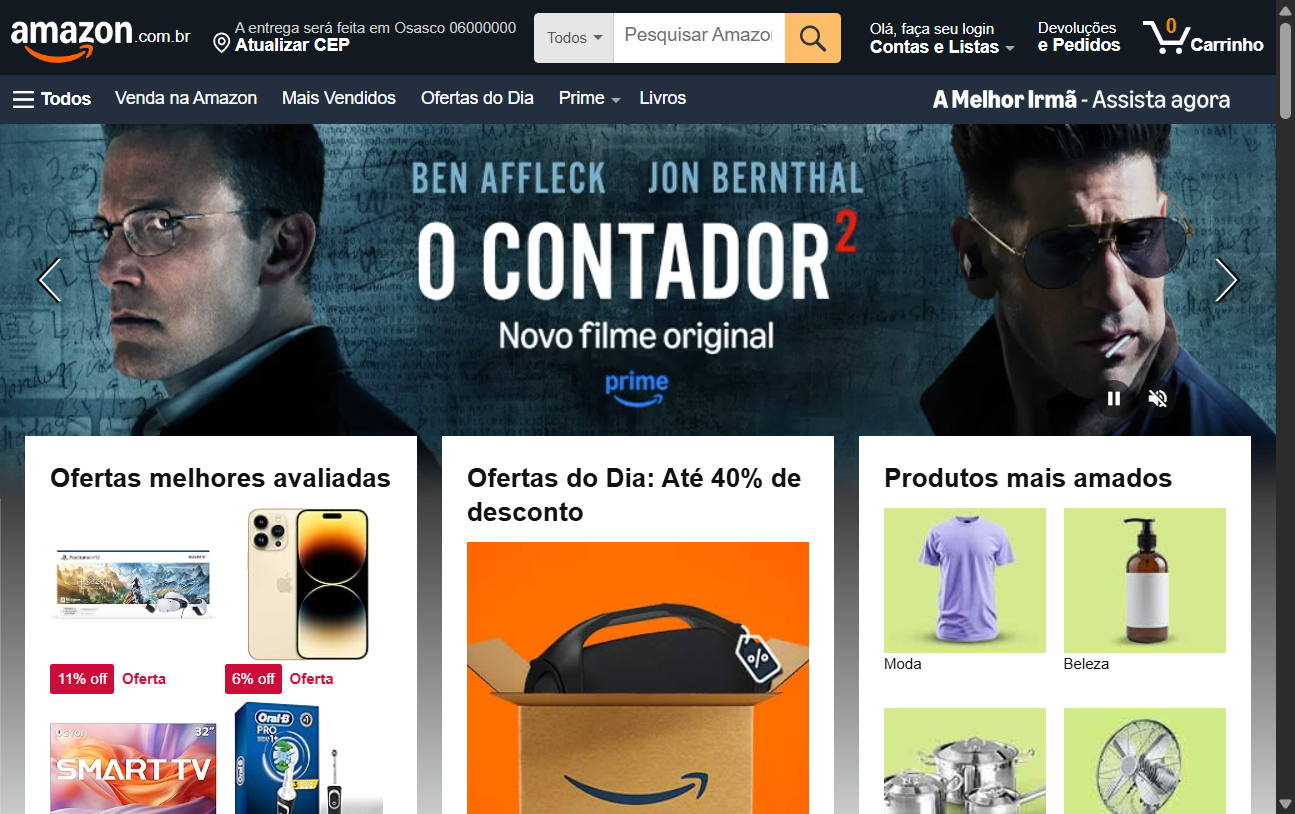 amazon.com.br
A entrega será feita em Osasco 06000000
Atualizar CEP
Todos
Pesquisar Amazon
Olá, faça seu login
Contas e Listas
Devoluções
e Pedidos
0
Carrinho
Todos
Venda na Amazon
Mais Vendidos
Ofertas do Dia
Prime
Livros
A Melhor Irmã - Assista agora
BEN AFFLECK JON BERNTHAL
O CONTADOR²
Novo filme original
prime
Ofertas melhores avaliadas
SONY
11% off Oferta
6% off Oferta
32"
SMART TV
Oral-B
PRO
Ofertas do Dia: Até 40% de
desconto
%
Produtos mais amados
Moda
Beleza